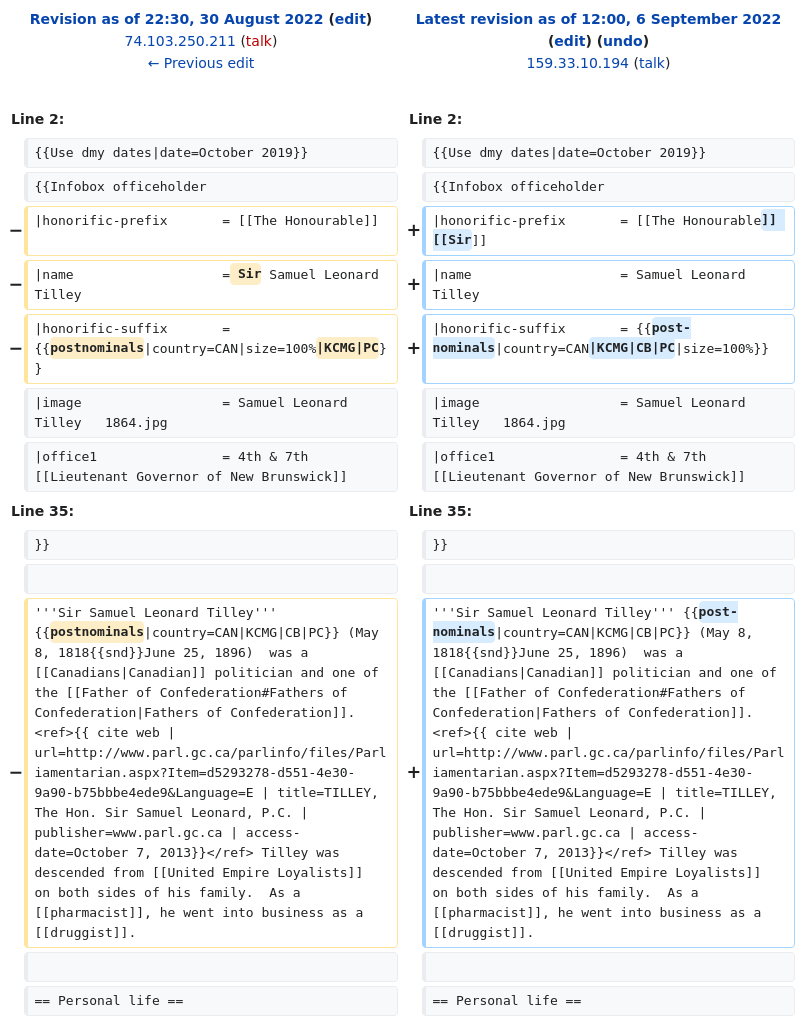 Revision as of 22:30, 30 August 2022 (edit)
74.103.250.211 (talk)
← Previous edit
Latest revision as of 12:00, 6 September 2022
(edit) (undo)
159.33.10.194 (talk)
Line 2:
Line 2:
{{Use dmy dates|date=October 2019}}
{{Use dmy dates|date=October 2019}}
{{Infobox officeholder
{{Infobox officeholder
− |honorific-prefix       = [[The Honourable]]
+ |honorific-prefix       = [[The Honourable]]
[[Sir]]
− |name                  = Sir Samuel Leonard
Tilley
+ |name                   = Samuel Leonard
Tilley
− |honorific-suffix      =
{{postnominals|country=CAN|size=100%|KCMG|PC}
}
+ |honorific-suffix       = {{post-
nominals|country=CAN|KCMG|CB|PC|size=100%}}
|image                  = Samuel Leonard
Tilley   1864.jpg
|image                  = Samuel Leonard
Tilley   1864.jpg
|office1                = 4th & 7th
[[Lieutenant Governor of New Brunswick]]
|office1                = 4th & 7th
[[Lieutenant Governor of New Brunswick]]
Line 35:
Line 35:
}}
}}
− '''Sir Samuel Leonard Tilley'''
{{postnominals|country=CAN|KCMG|CB|PC}} (May
8, 1818{{snd}}June 25, 1896)  was a
[[Canadians|Canadian]] politician and one of
the [[Father of Confederation#Fathers of
Confederation|Fathers of Confederation]].
<ref>{{ cite web |
url=http://www.parl.gc.ca/parlinfo/files/Parl
iamentarian.aspx?Item=d5293278-d551-4e30-
9a90-b75bbbe4ede9&Language=E | title=TILLEY,
The Hon. Sir Samuel Leonard, P.C. |
publisher=www.parl.gc.ca | access-
date=October 7, 2013}}</ref> Tilley was
descended from [[United Empire Loyalists]]
on both sides of his family.  As a
[[pharmacist]], he went into business as a
[[druggist]].
+ '''Sir Samuel Leonard Tilley''' {{post-
nominals|country=CAN|KCMG|CB|PC}} (May 8,
1818{{snd}}June 25, 1896)  was a
[[Canadians|Canadian]] politician and one of
the [[Father of Confederation#Fathers of
Confederation|Fathers of Confederation]].
<ref>{{ cite web |
url=http://www.parl.gc.ca/parlinfo/files/Parl
iamentarian.aspx?Item=d5293278-d551-4e30-
9a90-b75bbbe4ede9&Language=E | title=TILLEY,
The Hon. Sir Samuel Leonard, P.C. |
publisher=www.parl.gc.ca | access-
date=October 7, 2013}}</ref> Tilley was
descended from [[United Empire Loyalists]]
on both sides of his family.  As a
[[pharmacist]], he went into business as a
[[druggist]].
== Personal life ==
== Personal life ==